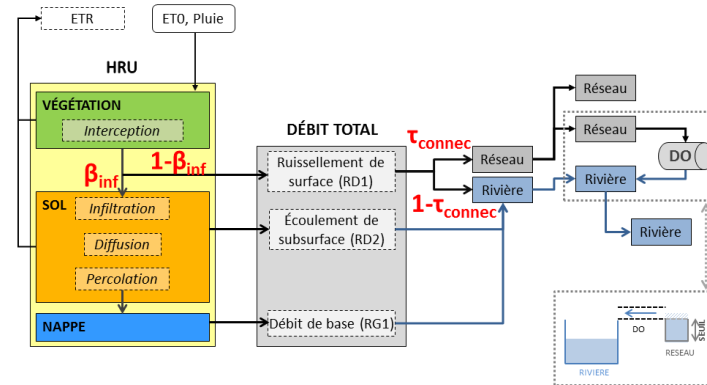 ETR
ET0, Pluie
HRU
VÉGÉTATION
Interception
βinf
1-βinf
SOL
Infiltration
Diffusion
Percolation
NAPPE
DÉBIT TOTAL
Ruissellement de
surface (RD1)
Écoulement de
subsurface (RD2)
Débit de base (RG1)
τconnec
1-τconnec
Réseau
Rivière
Réseau
Réseau
DO
Rivière
Rivière
DO
SEUIL
RESEAU
RIVIERE